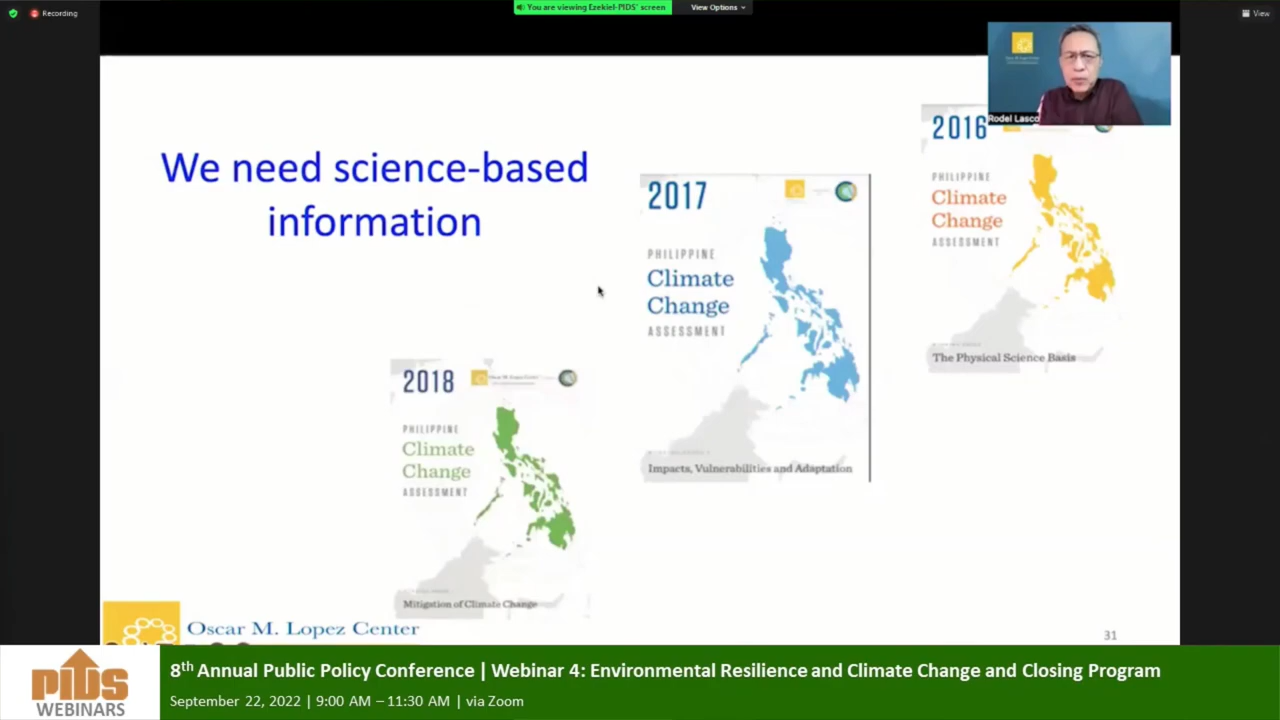 Recording
You are viewing Ezekiel-PIDS' screen
View Options
View
Rodel Lasco
We need science-based
information
2016
PHILIPPINE
Climate
Change
ASSESSMENT
The Physical Science Basis
2017
PHILIPPINE
Climate
Change
ASSESSMENT
Impacts, Vulnerabilities and Adaptation
2018
Oscar M. Lopez Center
PHILIPPINE
Climate
Change
ASSESSMENT
Mitigation of Climate Change
Oscar M. Lopez Center
31
PIDS
WEBINARS
8th Annual Public Policy Conference | Webinar 4: Environmental Resilience and Climate Change and Closing Program
September 22, 2022 | 9:00 AM – 11:30 AM | via Zoom